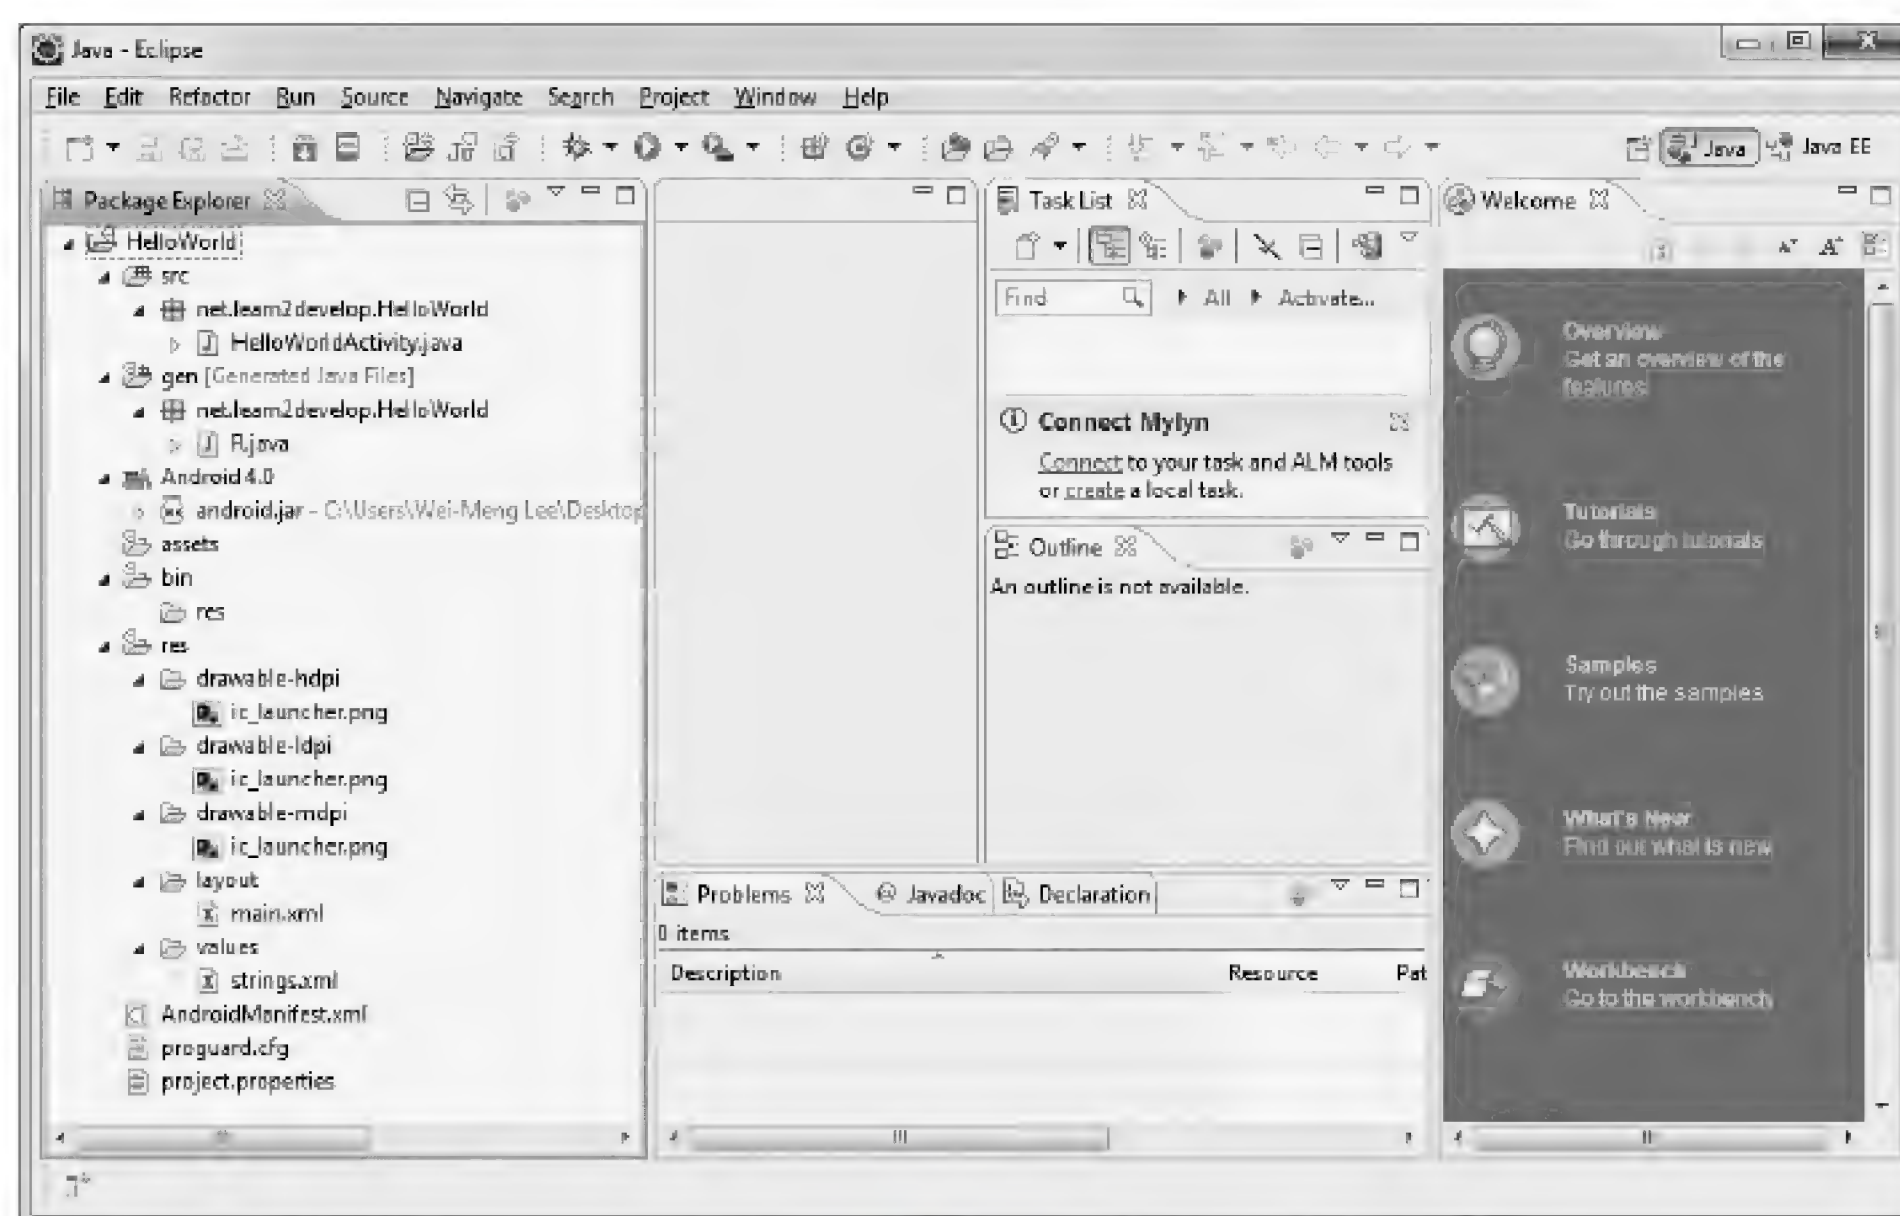 Java - Eclipse
File Edit Refactor Run Source Navigate Search Project Window Help
Java Java EE
Package Explorer
HelloWorld
src
net.learn2develop.HelloWorld
HelloWorldActivity.java
gen [Generated Java Files]
net.learn2develop.HelloWorld
R.java
Android 4.0
android.jar - C:\Users\Wei-Meng Lee\Desktop
assets
bin
res
res
drawable-hdpi
ic_launcher.png
drawable-ldpi
ic_launcher.png
drawable-mdpi
ic_launcher.png
layout
main.xml
values
strings.xml
AndroidManifest.xml
proguard.cfg
project.properties
Task List
Find All Activate...
Connect Mylyn
Connect to your task and ALM tools
or create a local task.
Outline
An outline is not available.
Problems Javadoc Declaration
0 items
Description Resource Pat
Welcome
Overview
Get an overview of the
features
Tutorials
Go through tutorials
Samples
Try out the samples
What's New
Find out what is new
Workbench
Go to the workbench